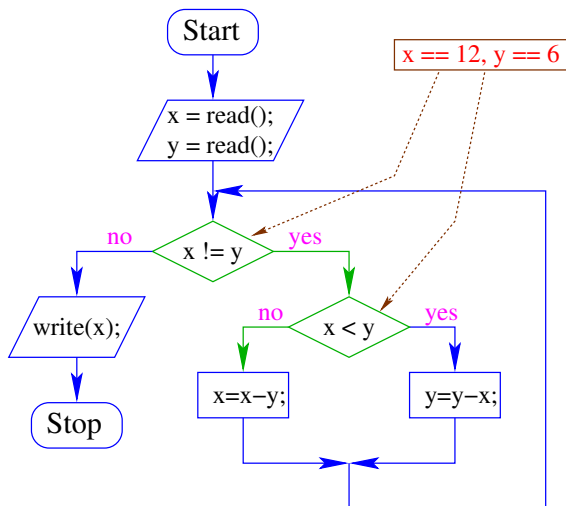 Start
x == 12, y == 6
x = read();
y = read();
no
x != y
yes
write(x);
no
x < y
yes
x=x−y;
y=y−x;
Stop